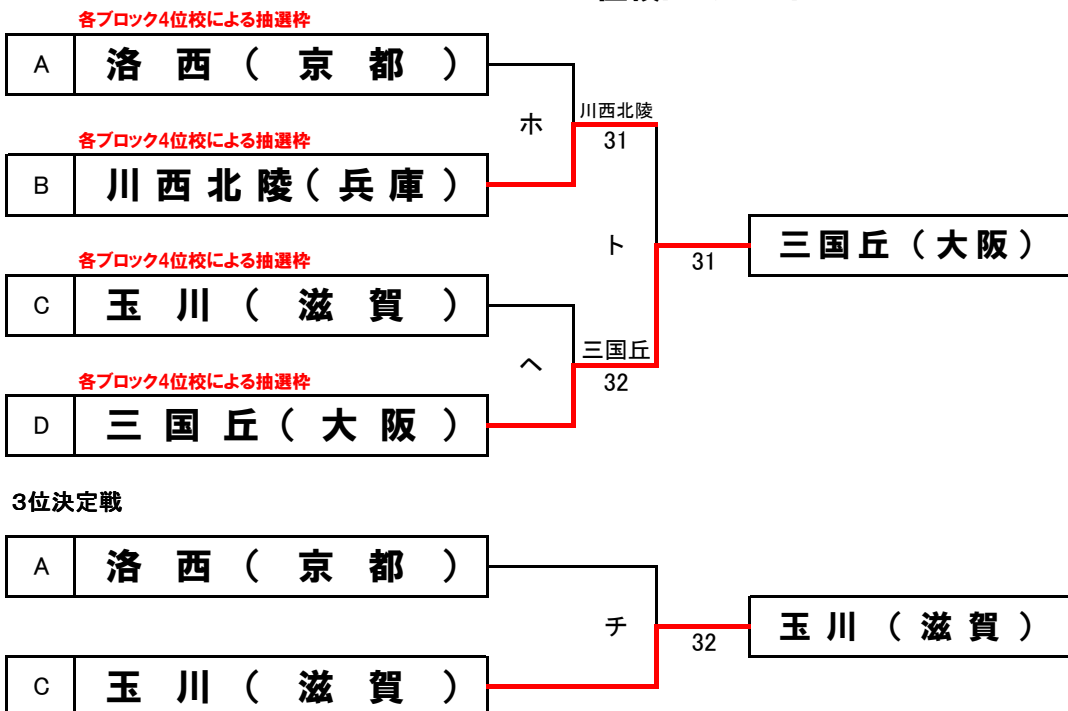 各ブロック4位校による抽選枠
A 洛西(京都)
ホ
川西北陵
31
各ブロック4位校による抽選枠
B 川西北陵(兵庫)
ト
31
三国丘(大阪)
各ブロック4位校による抽選枠
C 玉川(滋賀)
ヘ
三国丘
32
各ブロック4位校による抽選枠
D 三国丘(大阪)
3位決定戦
A 洛西(京都)
チ
32
玉川(滋賀)
C 玉川(滋賀)